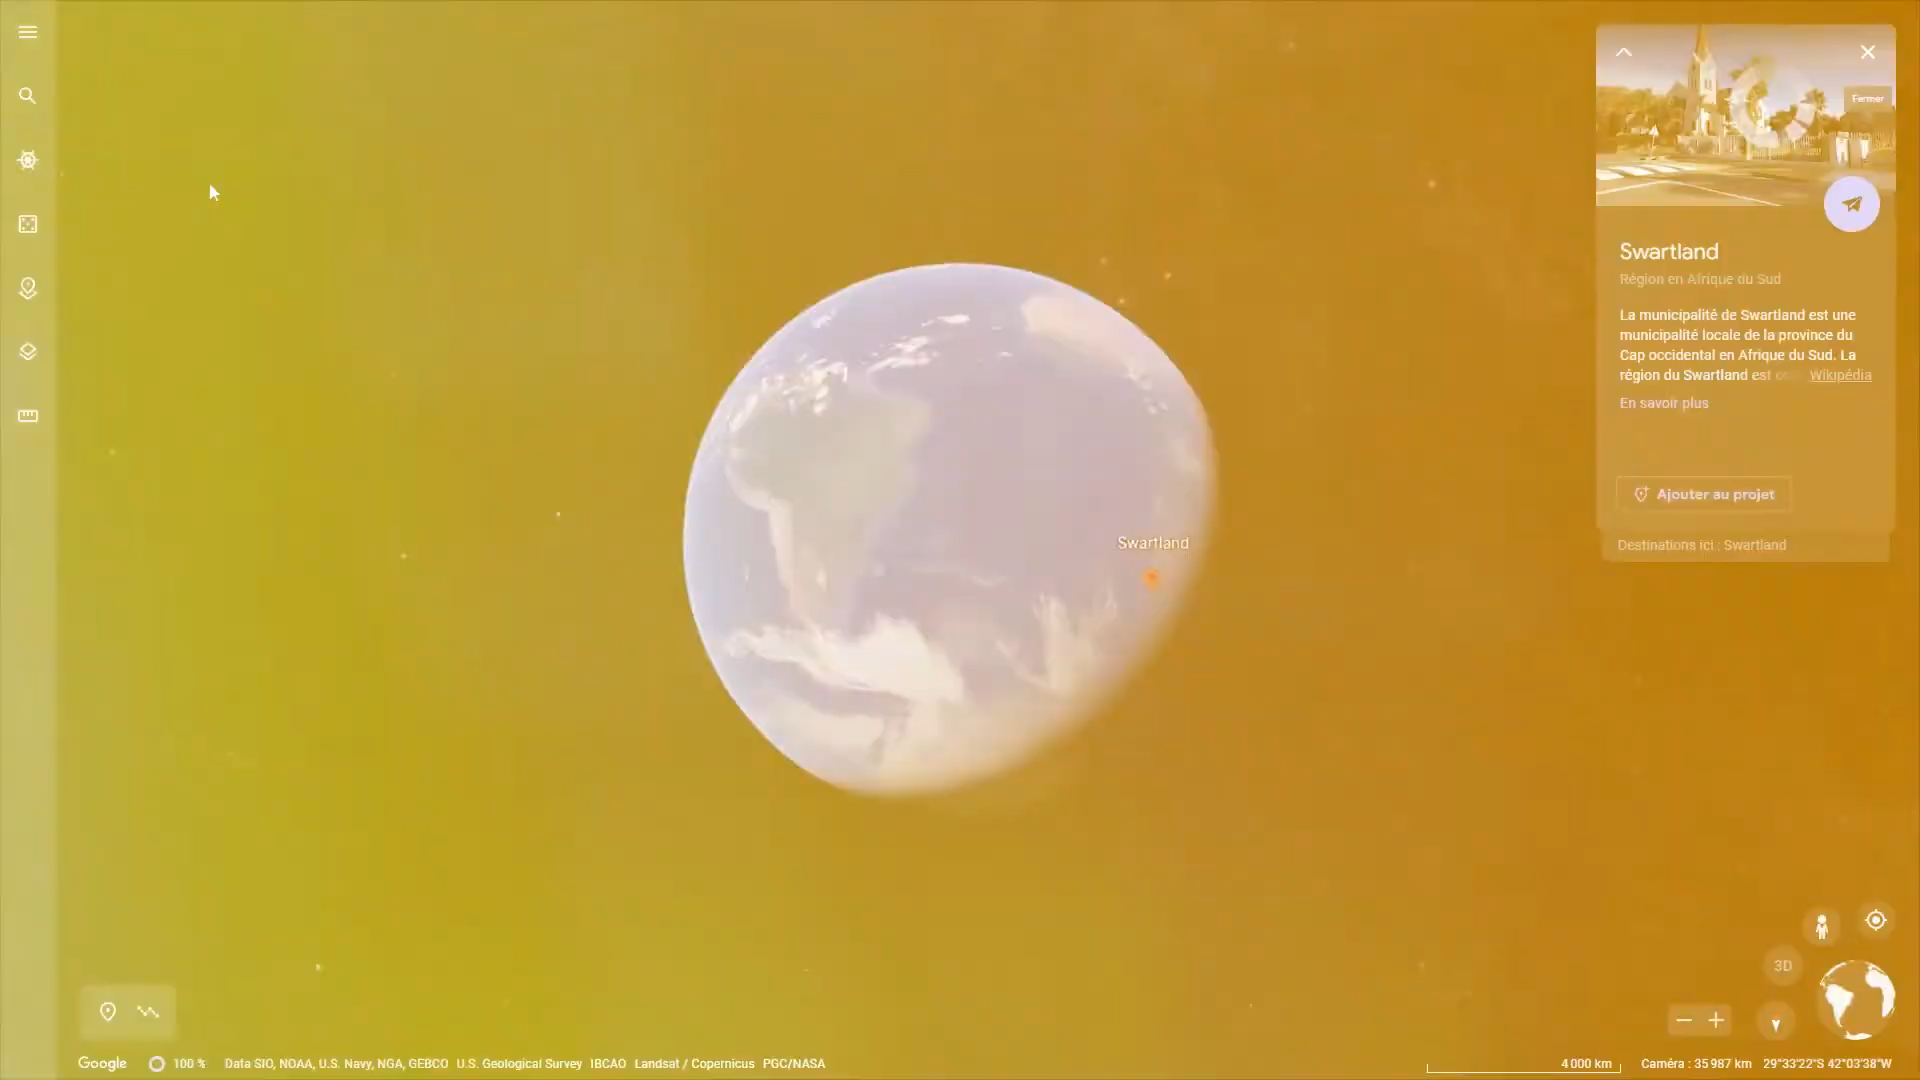 Fermer
Swartland
Région en Afrique du Sud
La municipalité de Swartland est une
municipalité locale de la province du
Cap occidental en Afrique du Sud. La
région du Swartland est Wikipédia
En savoir plus
Ajouter au projet
Destinations ici : Swartland
Swartland
3D
Google 100 % Data SIO, NOAA, U.S. Navy, NGA, GEBCO U.S. Geological Survey IBCAO Landsat / Copernicus PGC/NASA 4 000 km Caméra : 35 987 km 29°33'22"S 42°03'38"W